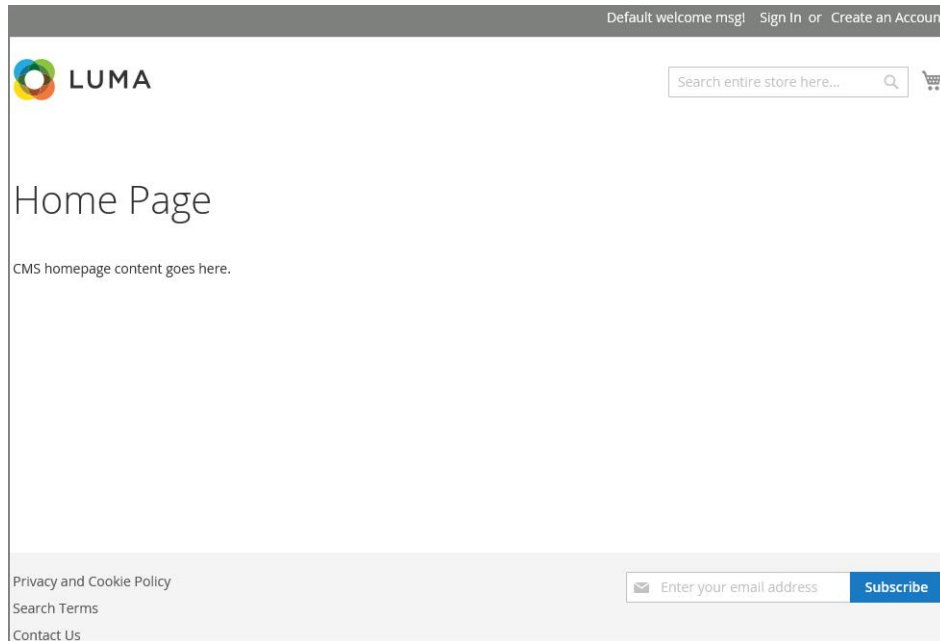 Default welcome msg! Sign In or Create an Accoun
LUMA
Search entire store here...
Home Page
CMS homepage content goes here.
Privacy and Cookie Policy
Enter your email address
Subscribe
Search Terms
Contact Us